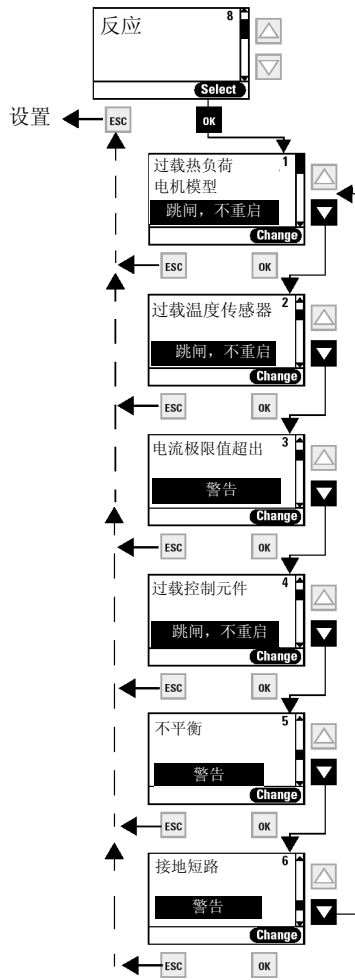 反应
8
Select
设置
ESC
OK
过载热负荷
1
电机模型
跳闸，不重启
Change
ESC
OK
2
过载温度传感器
跳闸，不重启
Change
ESC
OK
3
电流极限值超出
警告
Change
ESC
OK
4
过载控制元件
跳闸，不重启
Change
ESC
OK
5
不平衡
警告
Change
ESC
OK
6
接地短路
警告
Change
ESC
OK